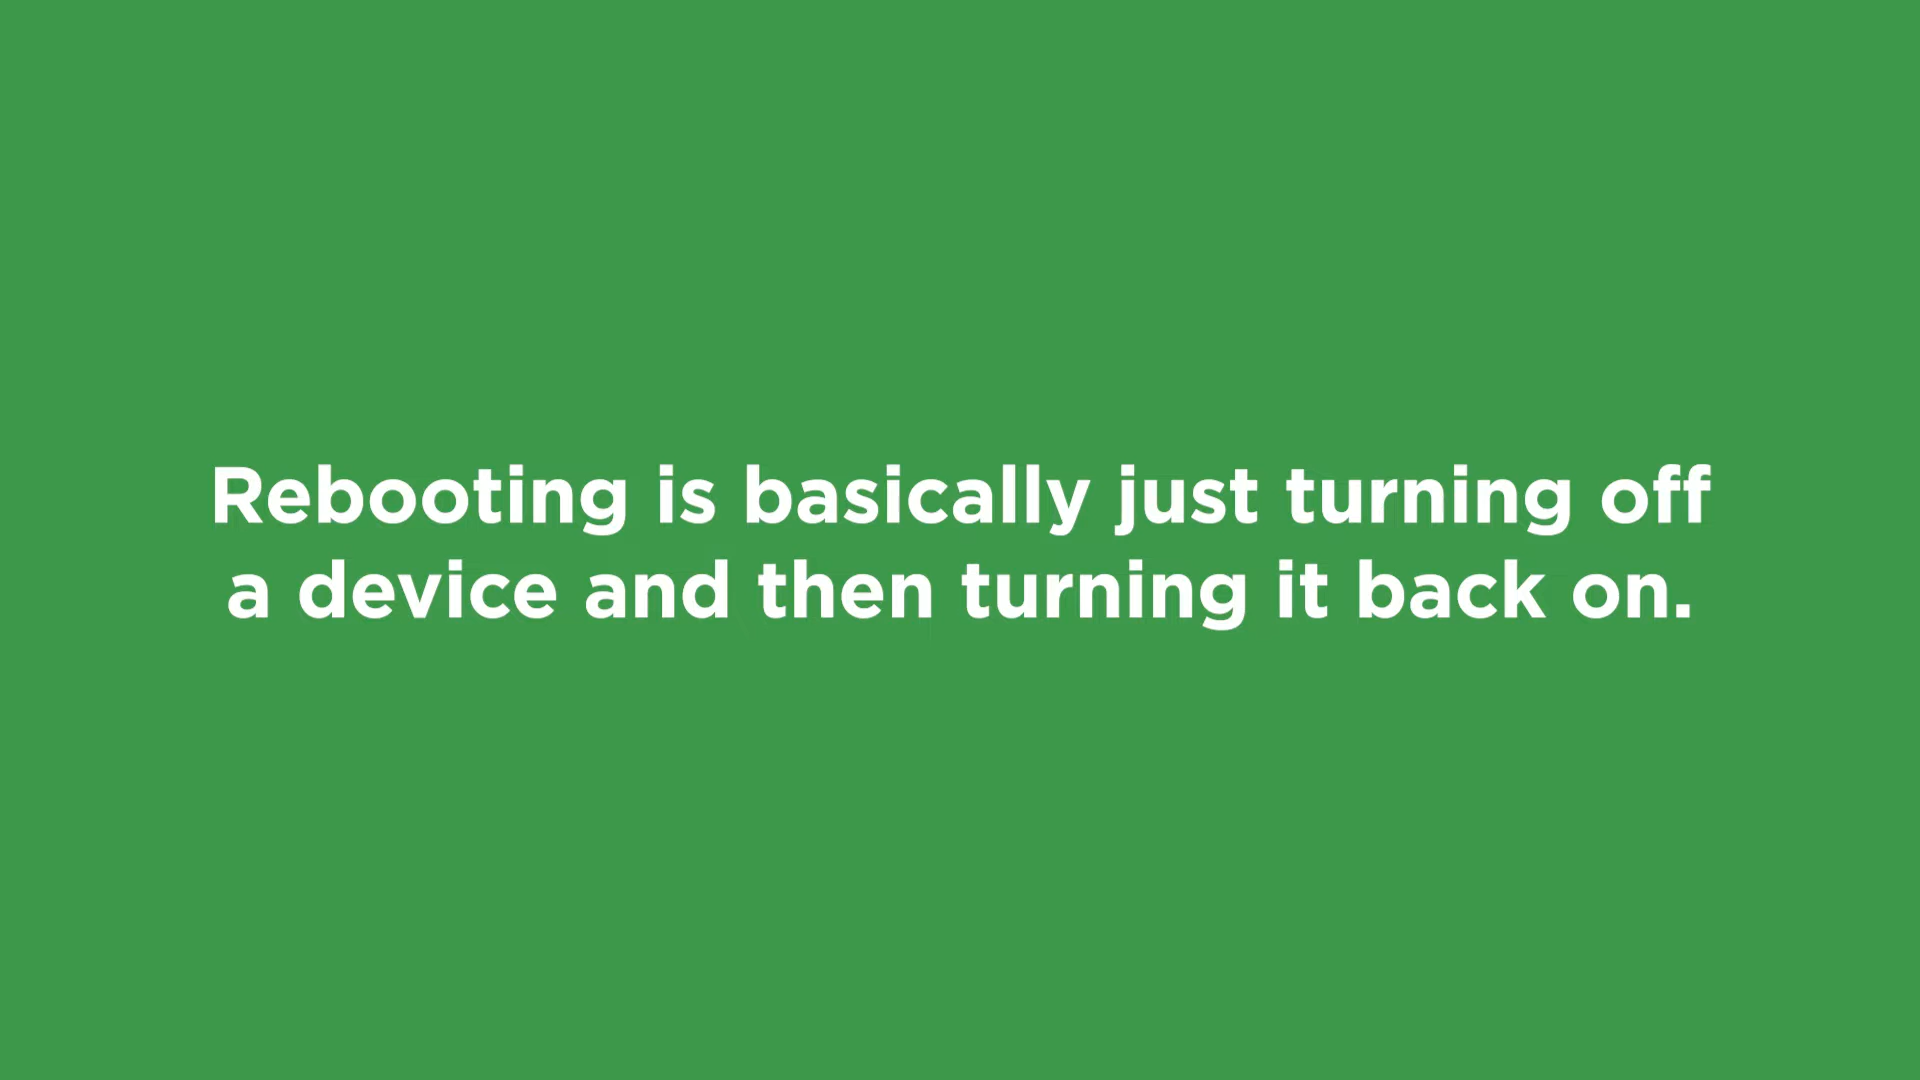 Rebooting is basically just turning off
a device and then turning it back on.